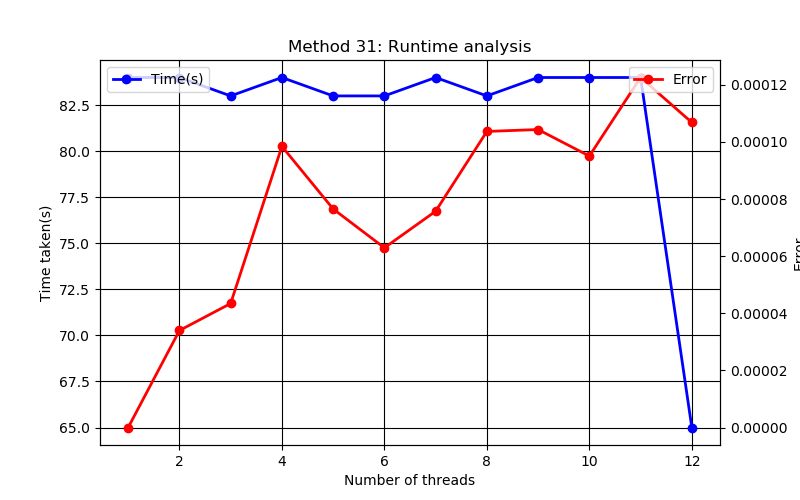 Method 31: Runtime analysis
Time(s)
Error
82.5
80.0
77.5
75.0
72.5
70.0
67.5
65.0
Time taken(s)
0.00012
0.00010
0.00008
0.00006
0.00004
0.00002
0.00000
Error
2 4 6 8 10 12
Number of threads